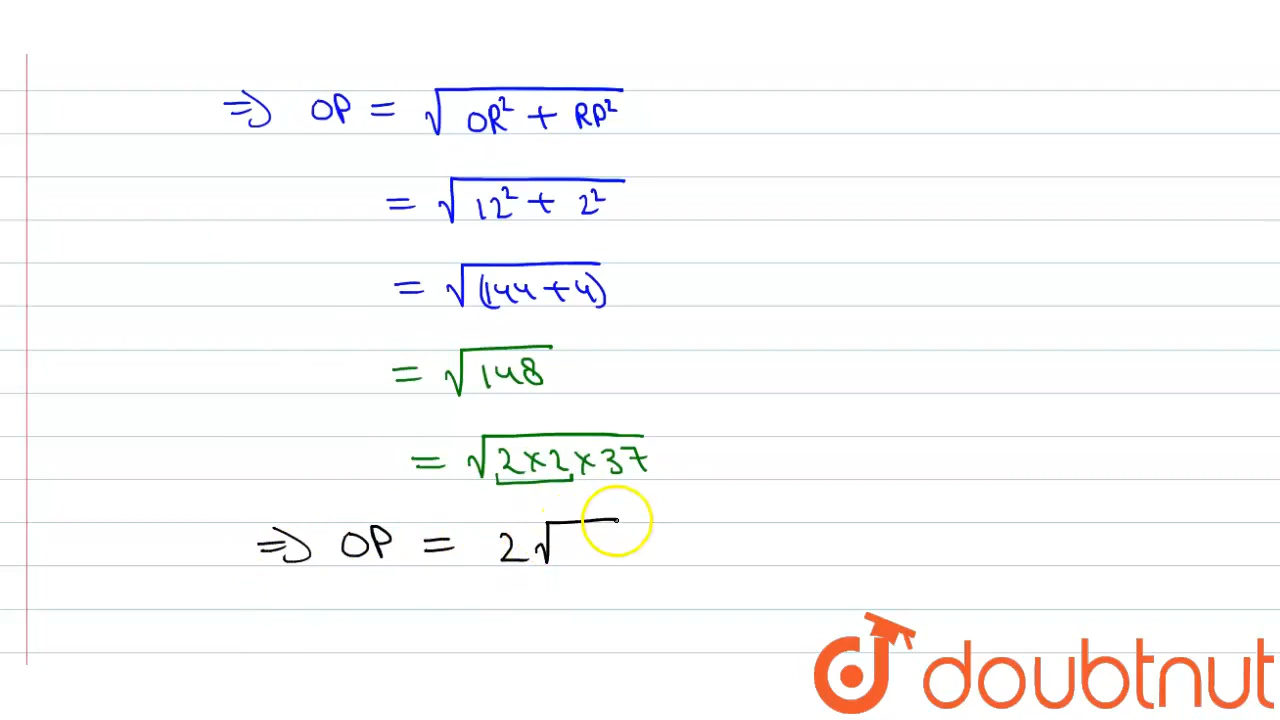 ⇒ OP = √(OR² + RP²)
= √(12² + 2²)
= √(144+4)
= √148
= √(2×2×37)
⇒ OP = 2√
doubtnut